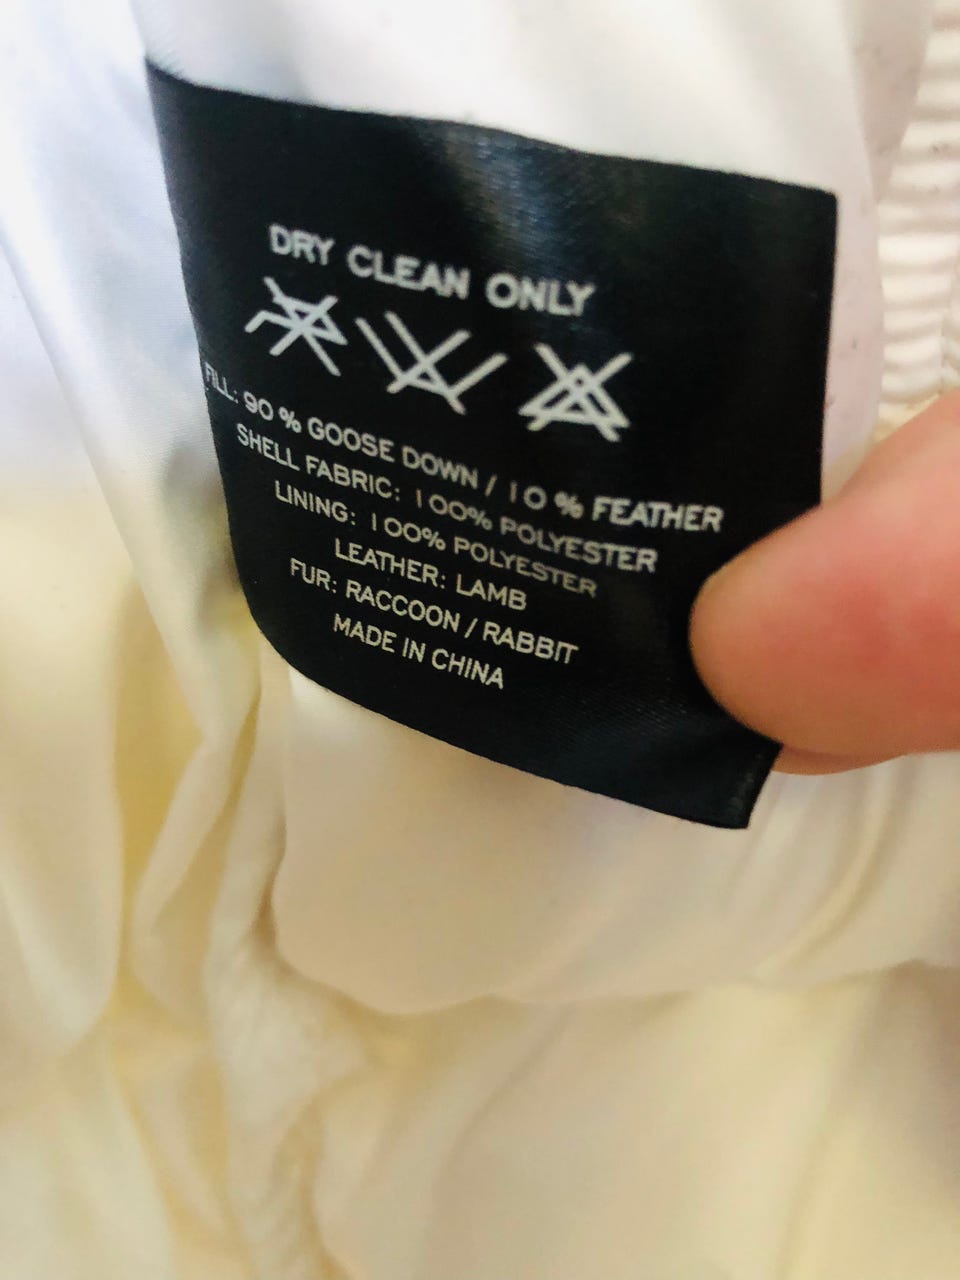 DRY CLEAN ONLY
FILL: 90 % GOOSE DOWN / 10 % FEATHER
SHELL FABRIC: 100% POLYESTER
LINING: 100% POLYESTER
LEATHER: LAMB
FUR: RACCOON / RABBIT
MADE IN CHINA